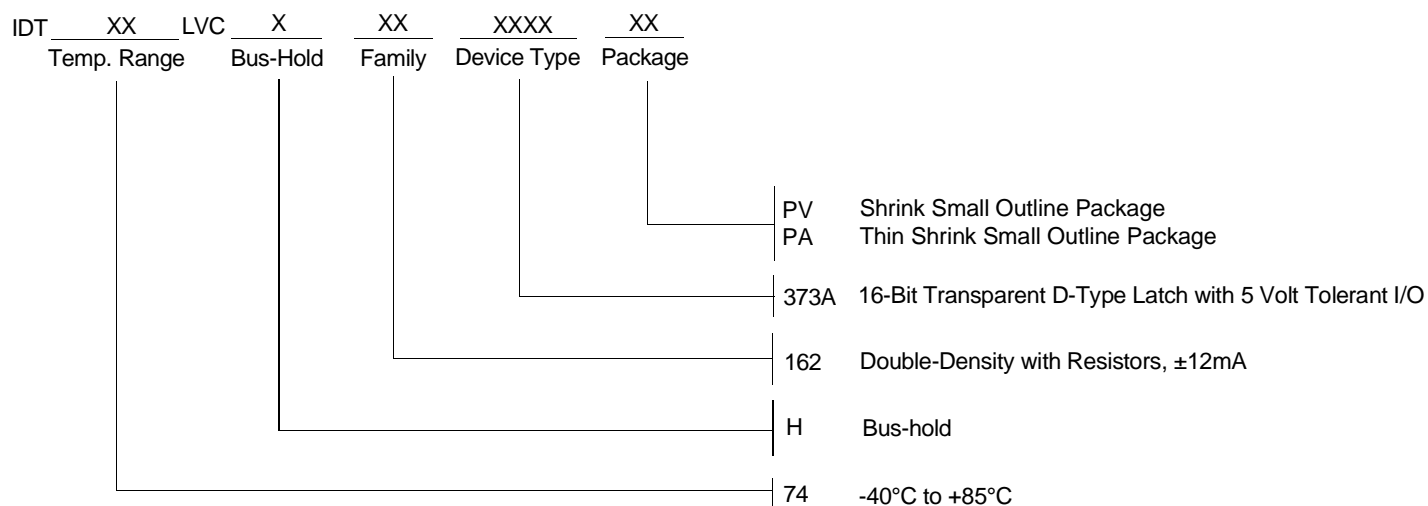 IDT XX LVC X XX XXXX XX
Temp. Range Bus-Hold Family Device Type Package
PV Shrink Small Outline Package
PA Thin Shrink Small Outline Package
373A 16-Bit Transparent D-Type Latch with 5 Volt Tolerant I/O
162 Double-Density with Resistors, ±12mA
H Bus-hold
74 -40°C to +85°C